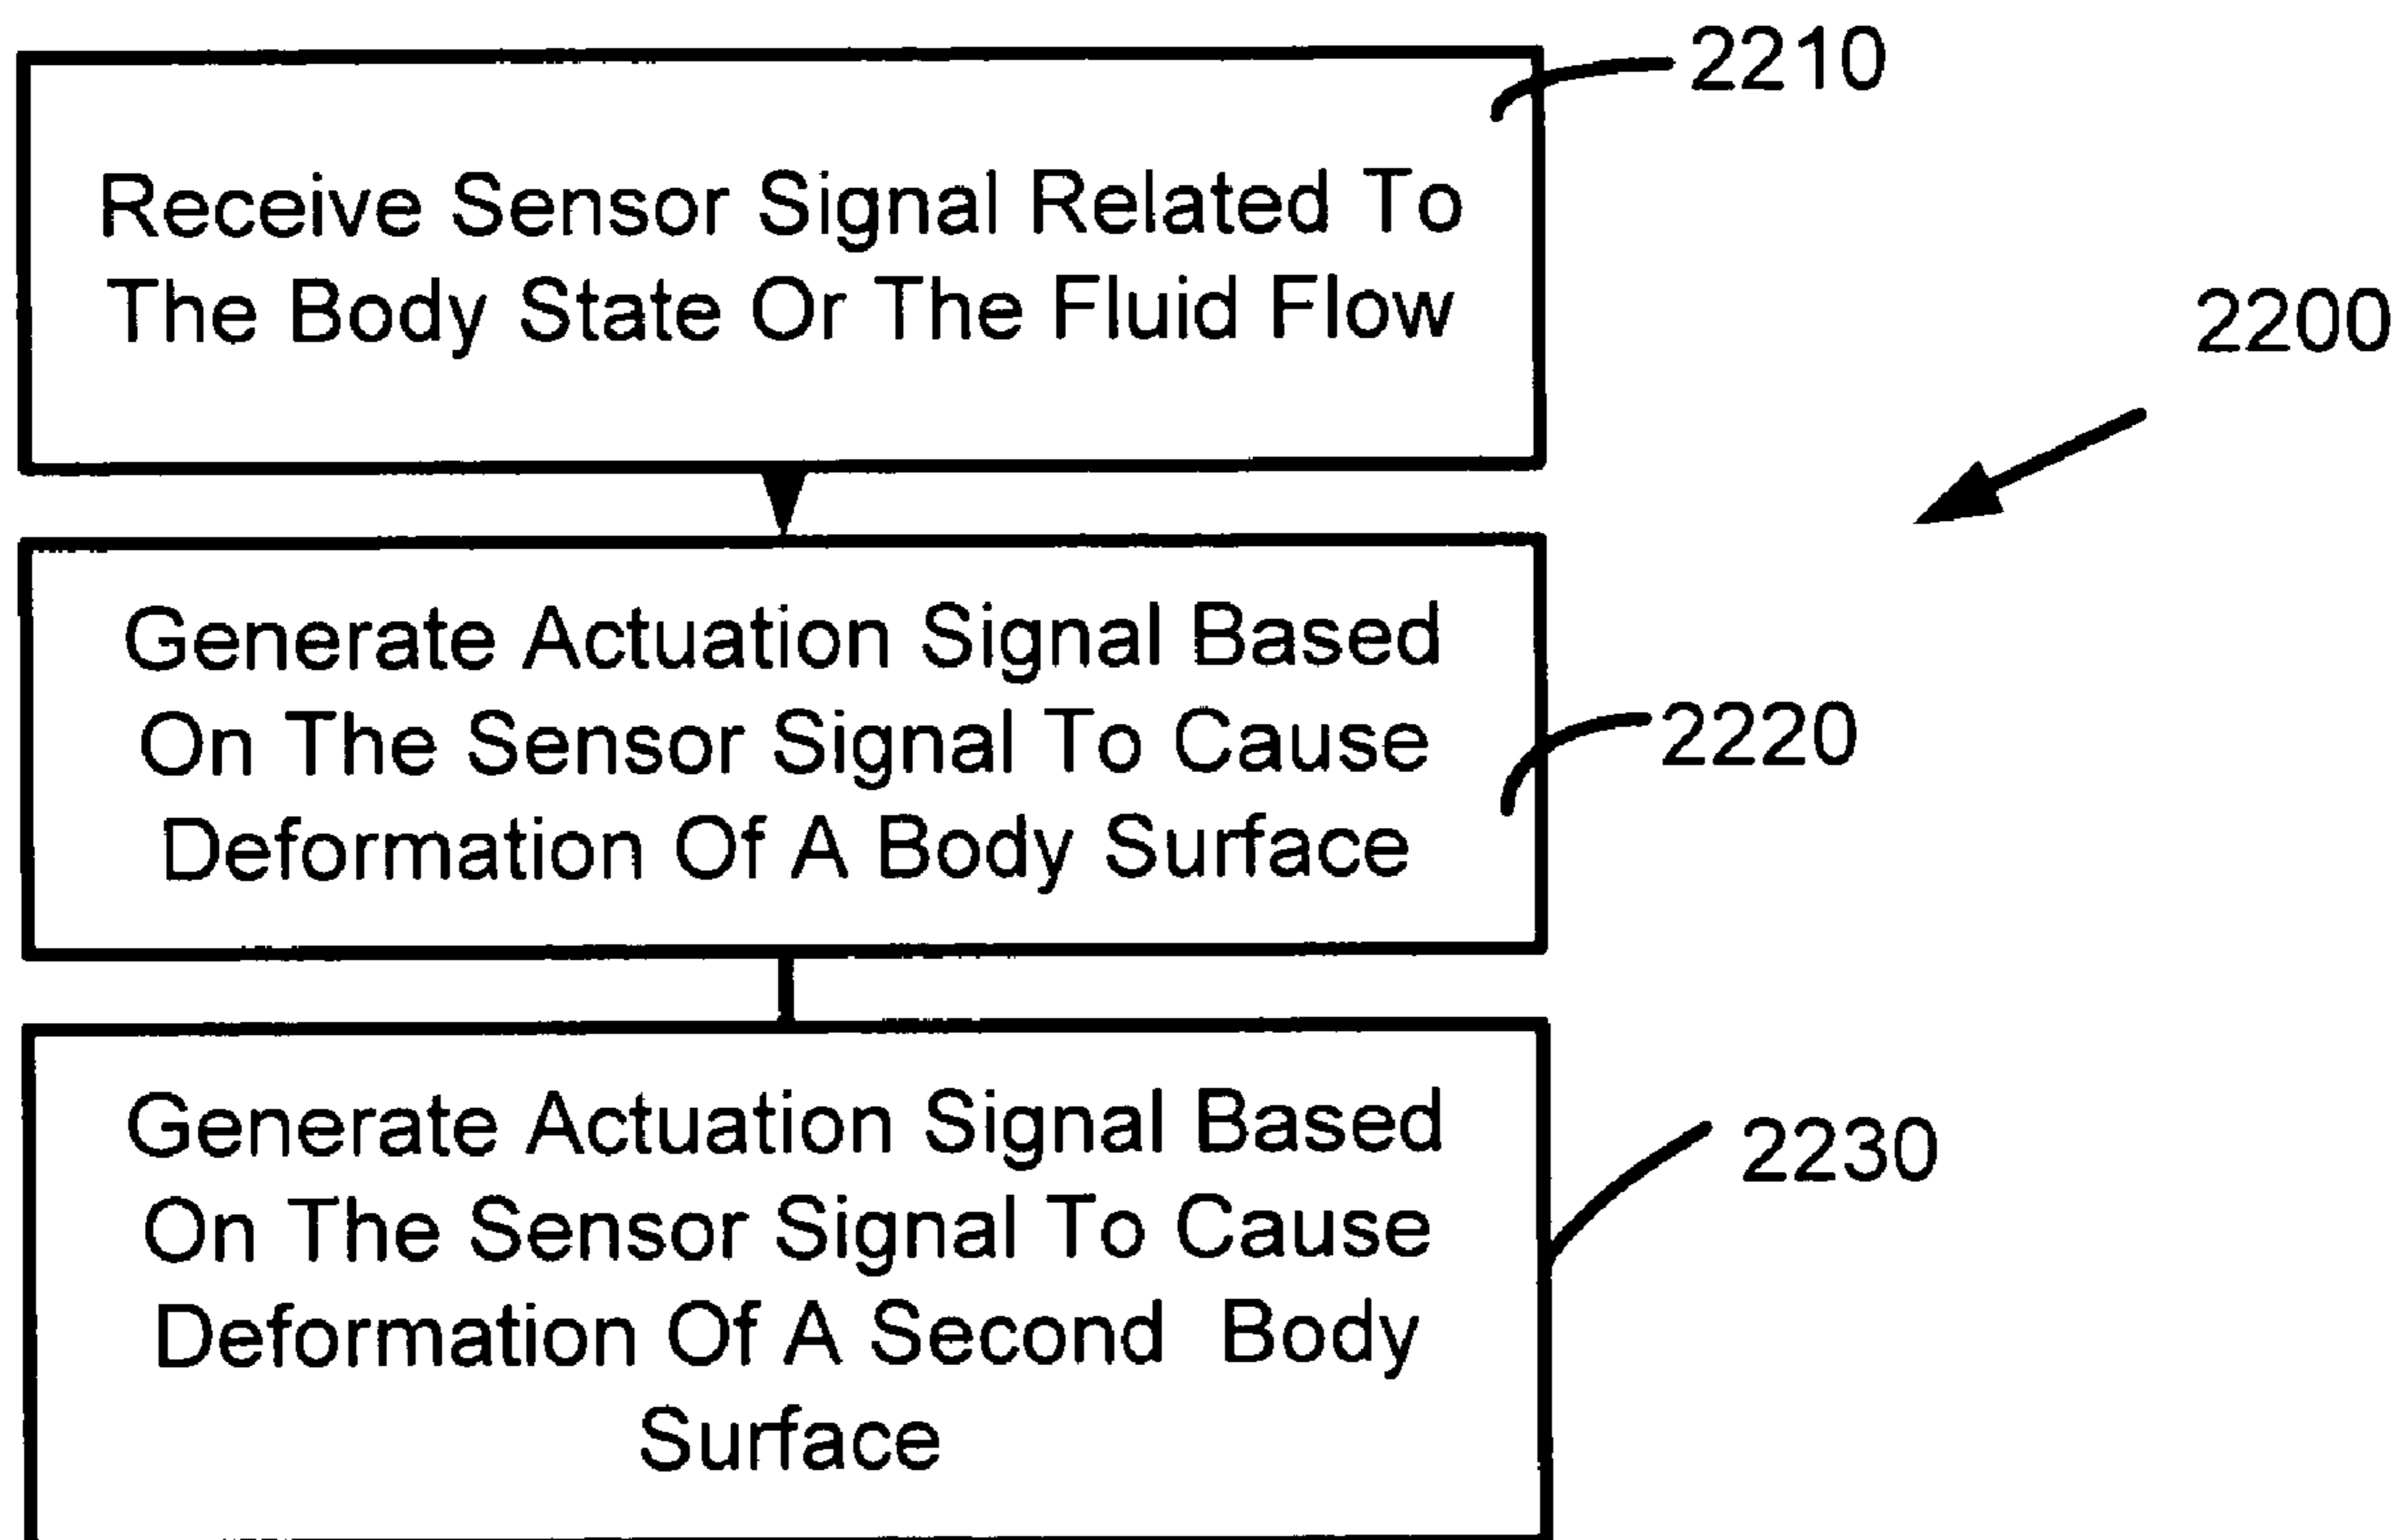 2210
Receive Sensor Signal Related To
The Body State Or The Fluid Flow
2200
Generate Actuation Signal Based
On The Sensor Signal To Cause
Deformation Of A Body Surface
2220
Generate Actuation Signal Based
On The Sensor Signal To Cause
Deformation Of A Second Body
Surface
2230